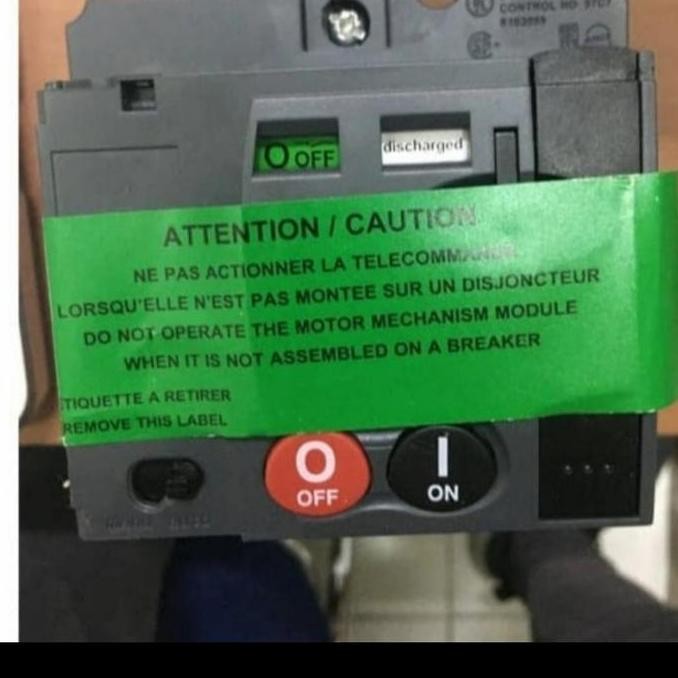 CONTROL NO 97C7
O OFF
discharged
ATTENTION / CAUTION
NE PAS ACTIONNER LA TELECOMMANDE
LORSQU'ELLE N'EST PAS MONTEE SUR UN DISJONCTEUR
DO NOT OPERATE THE MOTOR MECHANISM MODULE
WHEN IT IS NOT ASSEMBLED ON A BREAKER
TIQUETTE A RETIRER
REMOVE THIS LABEL
O
OFF
I
ON